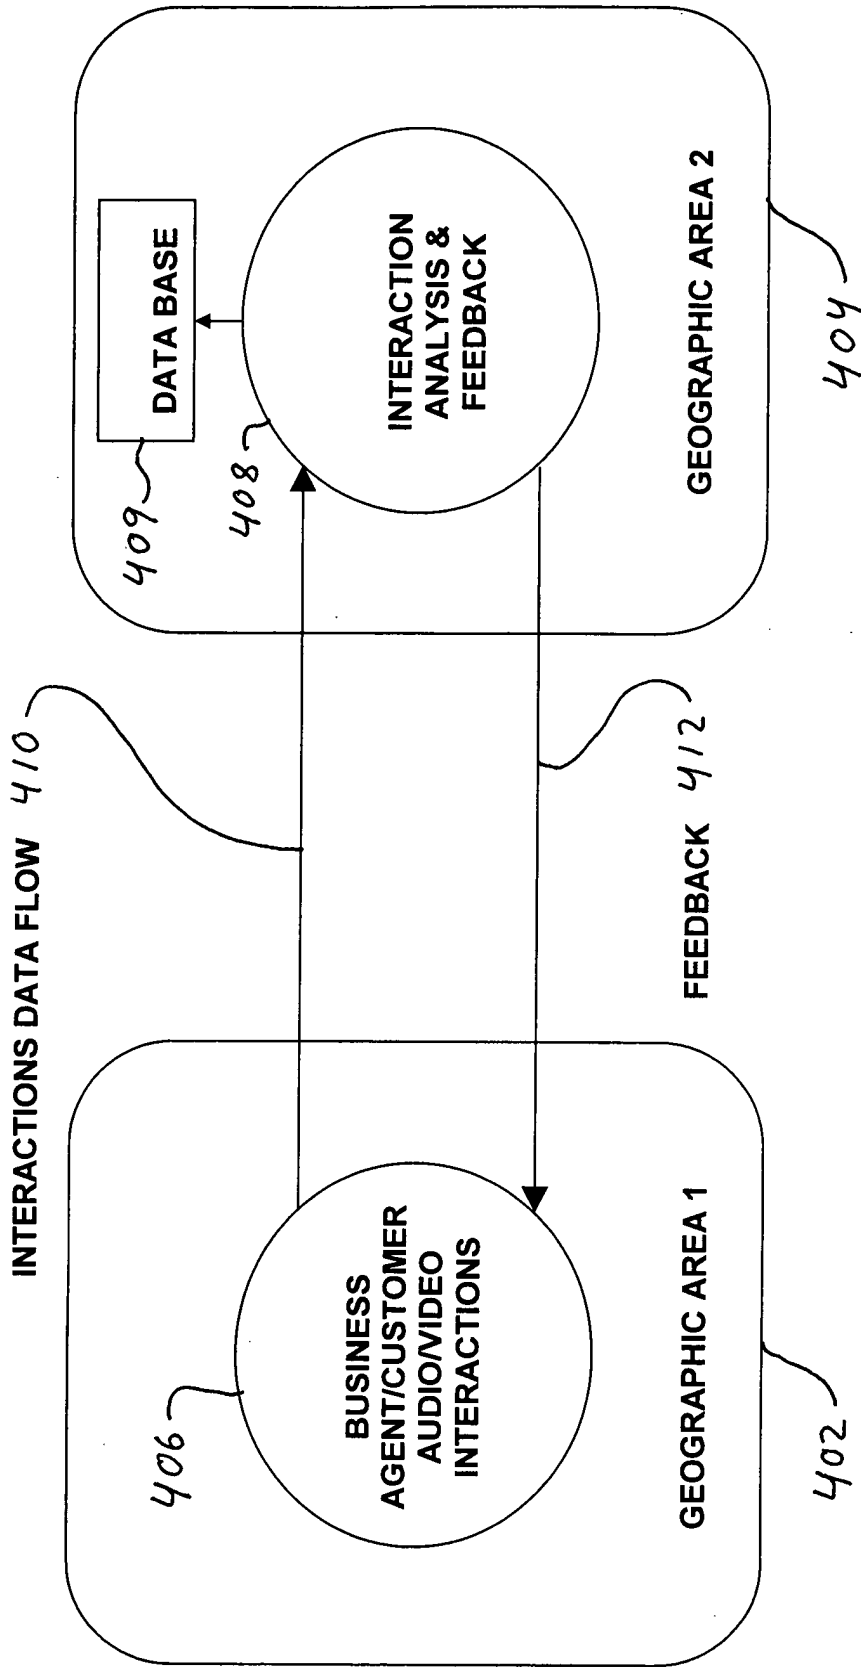 INTERACTIONS DATA FLOW 410
406
BUSINESS
AGENT/CUSTOMER
AUDIO/VIDEO
INTERACTIONS
GEOGRAPHIC AREA 1
402
FEEDBACK 412
409
DATA BASE
408
INTERACTION
ANALYSIS &
FEEDBACK
GEOGRAPHIC AREA 2
404